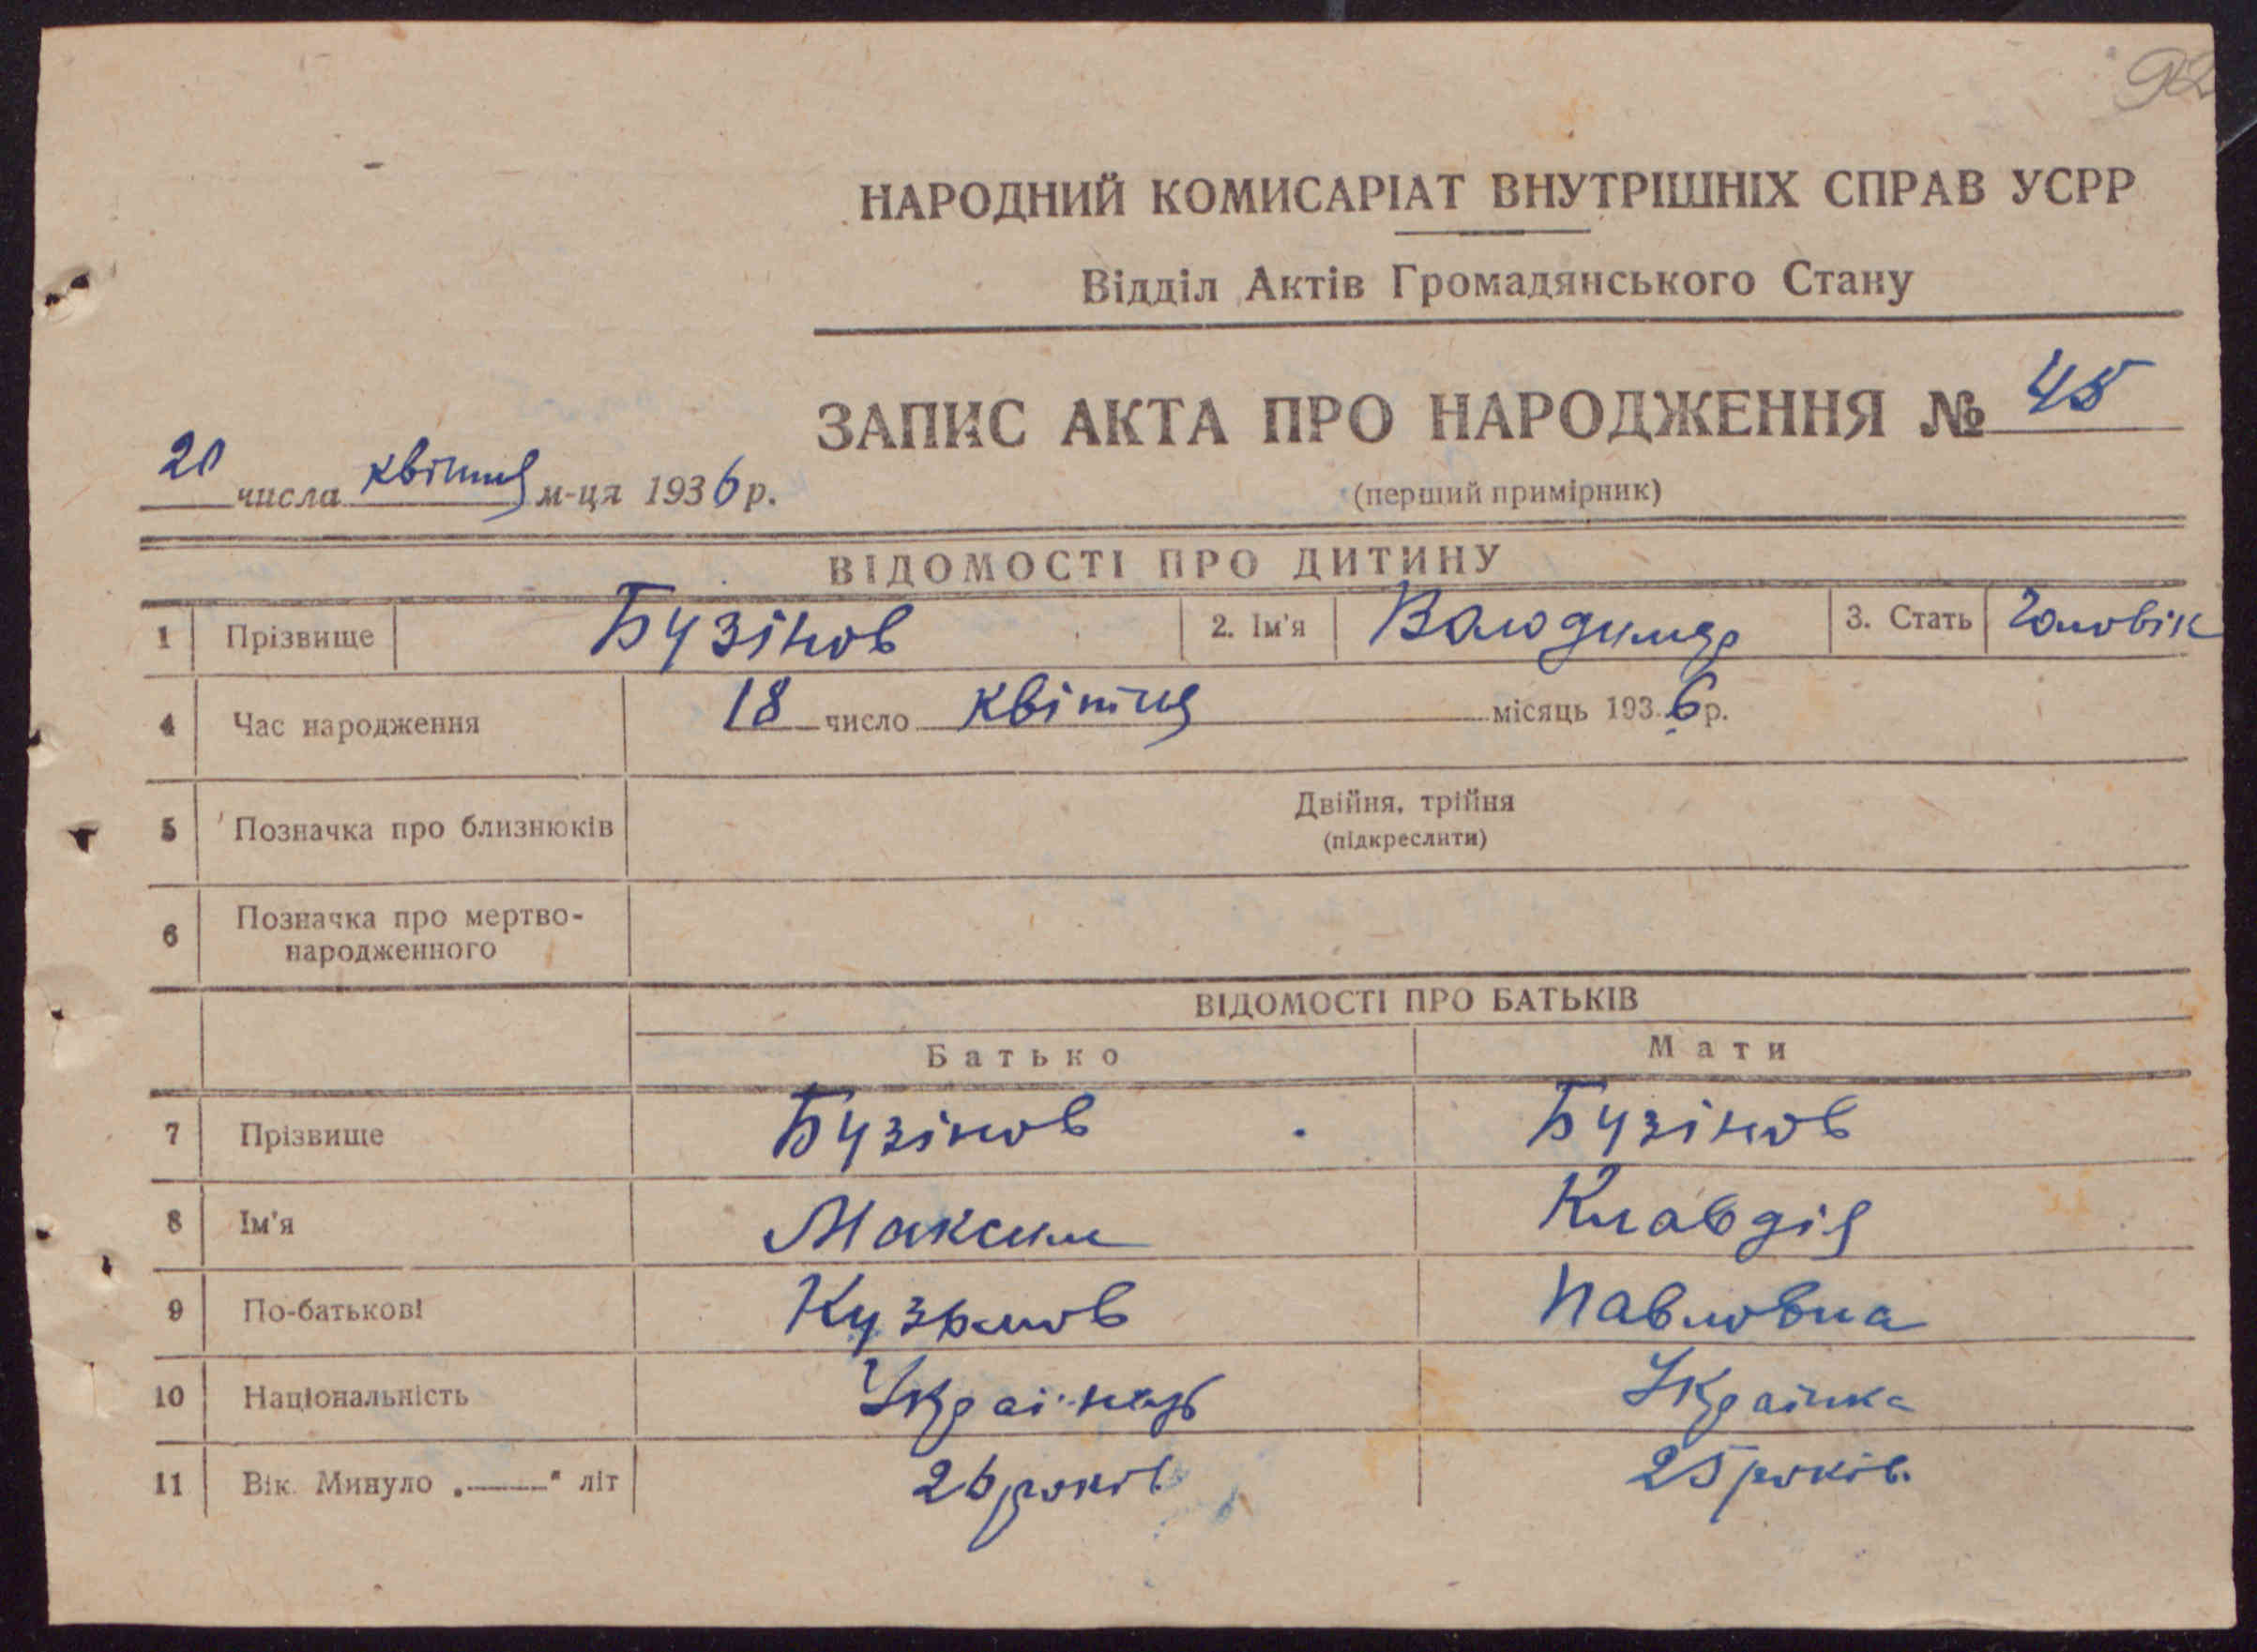 92
НАРОДНИЙ КОМИСАРІАТ ВНУТРІШНІХ СПРАВ УСРР
Відділ Актів Громадянського Стану
ЗАПИС АКТА ПРО НАРОДЖЕННЯ № 45
20 числа квітня м-ця 1936 р.
(перший примірник)
ВІДОМОСТІ ПРО ДИТИНУ
1 Прізвище Бузінов 2. Ім'я Володимир 3. Стать Чоловік
4 Час народження 18 число квітня місяць 1936 р.
5 Позначка про близнюків Двійня, трійня
(підкреслити)
6 Позначка про мертво-
народженного
ВІДОМОСТІ ПРО БАТЬКІВ
Батько Мати
7 Прізвище Бузінов Бузінов
8 Ім'я Максим Клавдія
9 По-батькові Кузьмов Павловна
10 Національність Українець Українка
11 Вік. Минуло „——" літ 26 років 25 років.